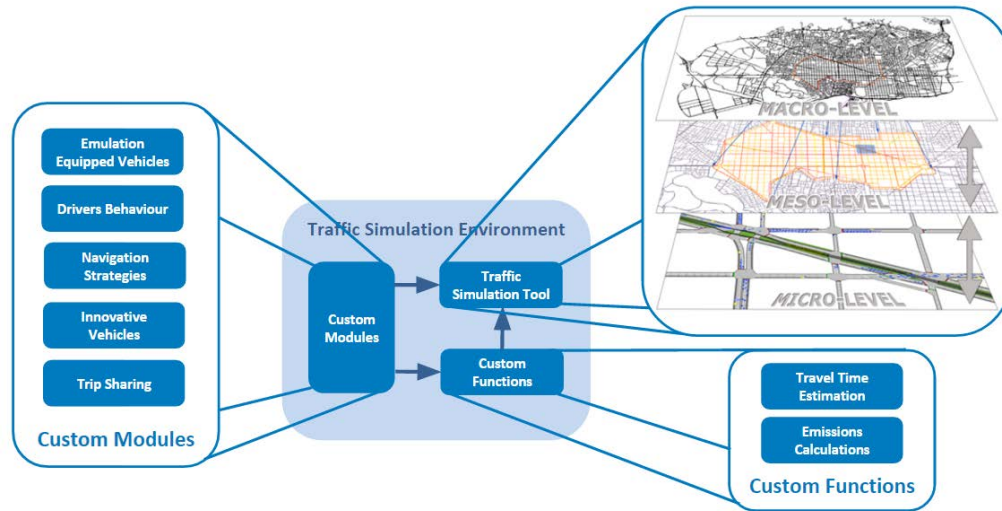 Emulation
Equipped Vehicles
Drivers Behaviour
Navigation
Strategies
Innovative
Vehicles
Trip Sharing
Custom Modules
Traffic Simulation Environment
Custom
Modules
Traffic
Simulation Tool
Custom
Functions
MACRO-LEVEL
MESO-LEVEL
MICRO-LEVEL
Travel Time
Estimation
Emissions
Calculations
Custom Functions